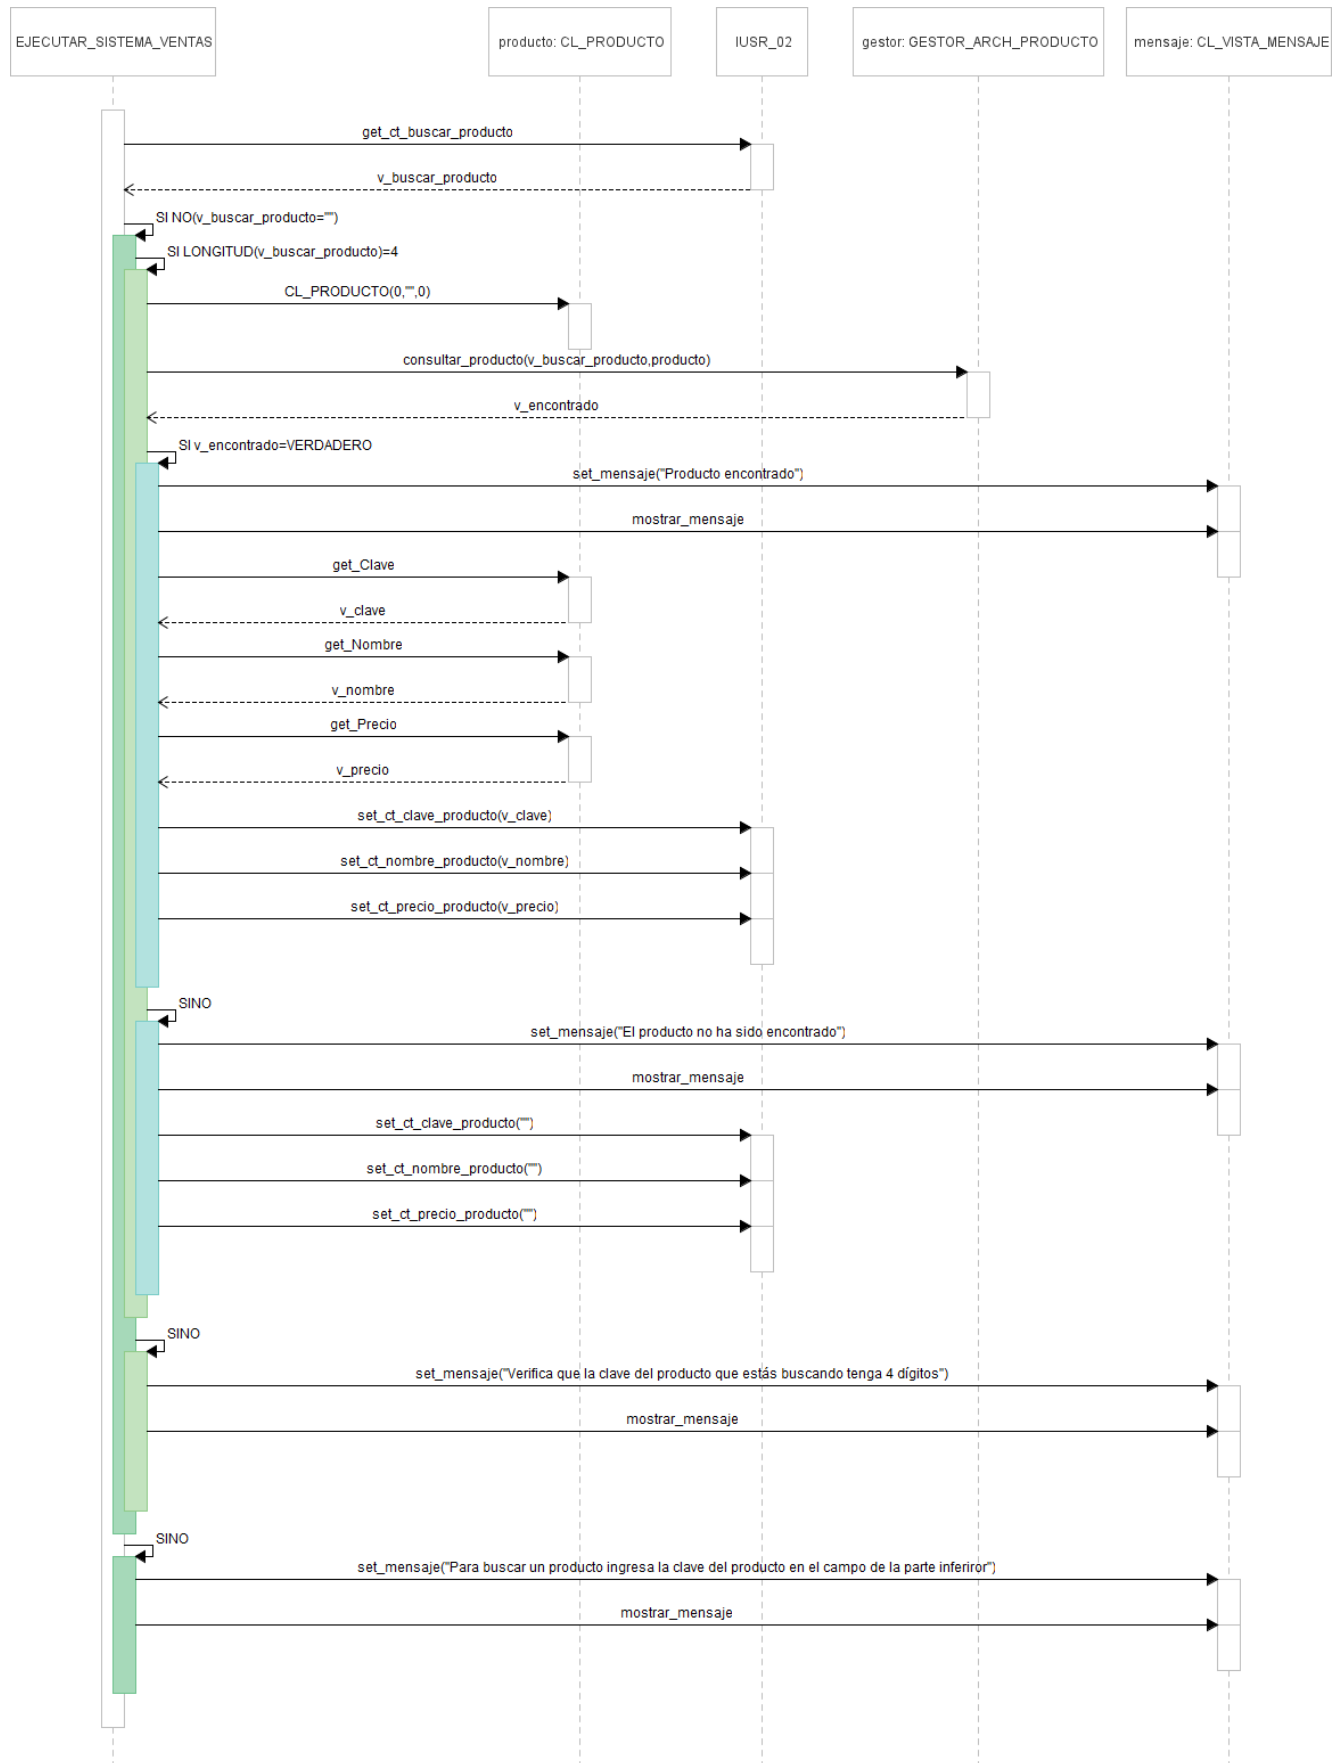 EJECUTAR_SISTEMA_VENTAS
producto: CL_PRODUCTO
IUSR_02
gestor: GESTOR_ARCH_PRODUCTO
mensaje: CL_VISTA_MENSAJE
get_ct_buscar_producto
v_buscar_producto
SI NO(v_buscar_producto="")
SI LONGITUD(v_buscar_producto)=4
CL_PRODUCTO(0,"",0)
consultar_producto(v_buscar_producto,producto)
v_encontrado
SI v_encontrado=VERDADERO
set_mensaje("Producto encontrado")
mostrar_mensaje
get_Clave
v_clave
get_Nombre
v_nombre
get_Precio
v_precio
set_ct_clave_producto(v_clave)
set_ct_nombre_producto(v_nombre)
set_ct_precio_producto(v_precio)
SINO
set_mensaje("El producto no ha sido encontrado")
mostrar_mensaje
set_ct_clave_producto("")
set_ct_nombre_producto("")
set_ct_precio_producto("")
SINO
set_mensaje("Verifica que la clave del producto que estás buscando tenga 4 dígitos")
mostrar_mensaje
SINO
set_mensaje("Para buscar un producto ingresa la clave del producto en el campo de la parte inferiror")
mostrar_mensaje